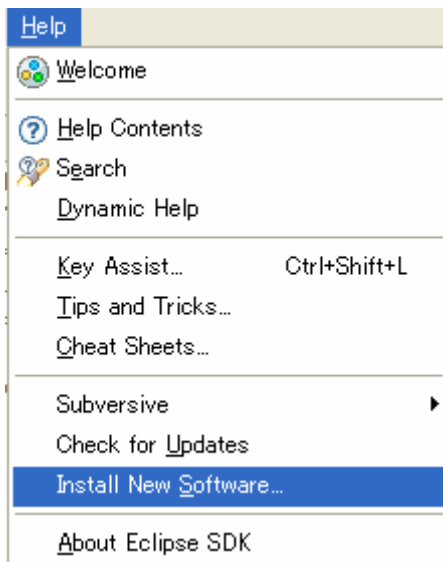 Help
Welcome
Help Contents
Search
Dynamic Help
Key Assist... Ctrl+Shift+L
Tips and Tricks...
Cheat Sheets...
Subversive
Check for Updates
Install New Software...
About Eclipse SDK